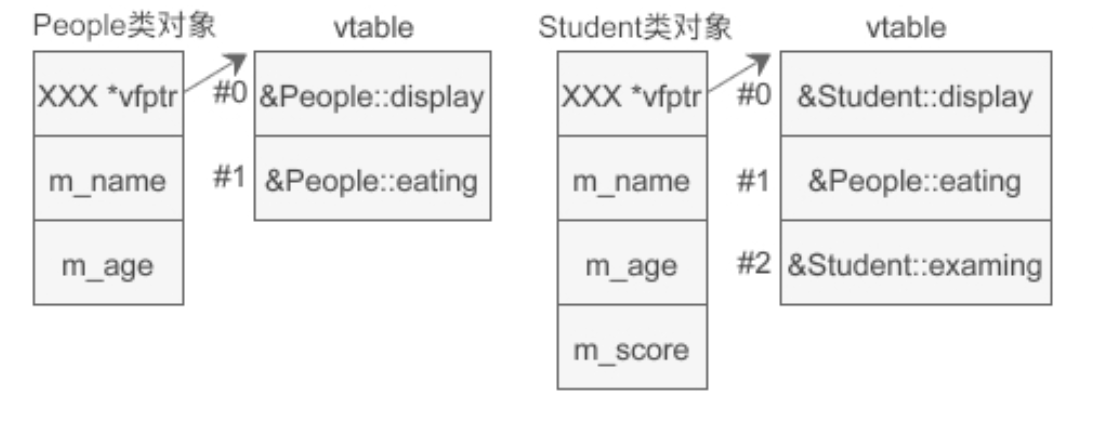 People类对象 vtable Student类对象 vtable
XXX *vfptr #0 &People::display XXX *vfptr #0 &Student::display
m_name #1 &People::eating m_name #1 &People::eating
m_age m_age #2 &Student::examing
m_score